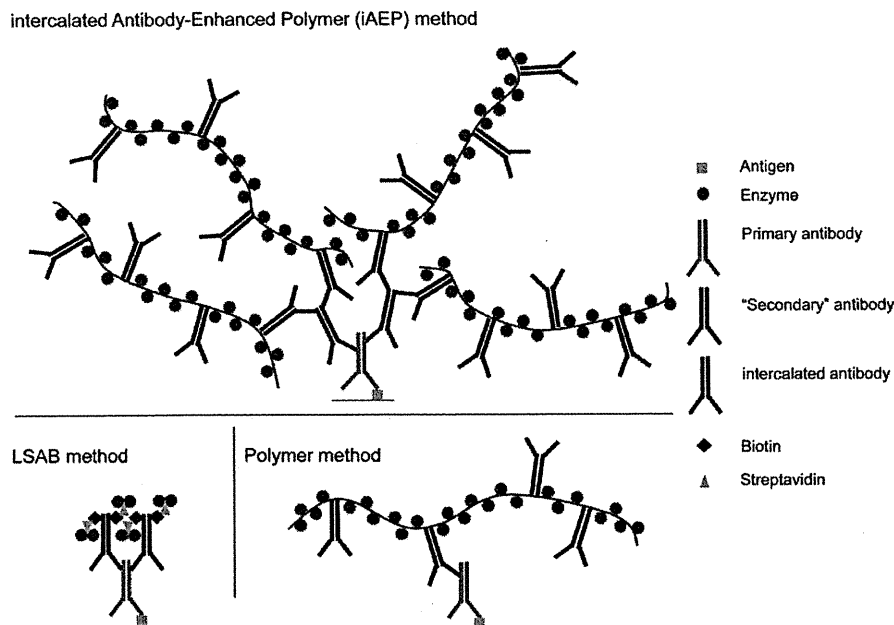 intercalated Antibody-Enhanced Polymer (iAEP) method
Antigen
Enzyme
Primary antibody
"Secondary" antibody
intercalated antibody
Biotin
Streptavidin
LSAB method
Polymer method